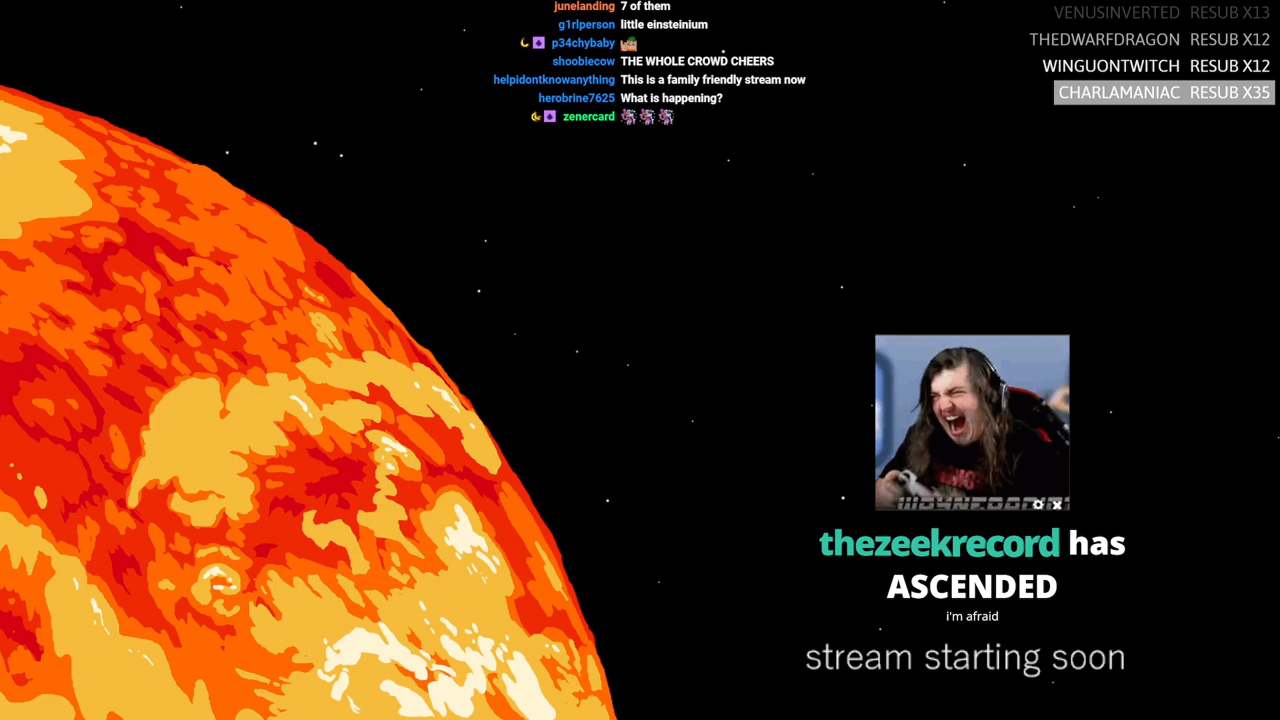 junelanding 7 of them
g1rlperson little einsteinium
p34chybaby
shoobiecow THE WHOLE CROWD CHEERS
helpidontknowanything This is a family friendly stream now
herobrine7625 What is happening?
zenercard
VENUSINVERTED RESUB X13
THEDWARFDRAGON RESUB X12
WINGUONTWITCH RESUB X12
CHARLAMANIAC RESUB X35
thezeekrecord has
ASCENDED
i'm afraid
stream starting soon